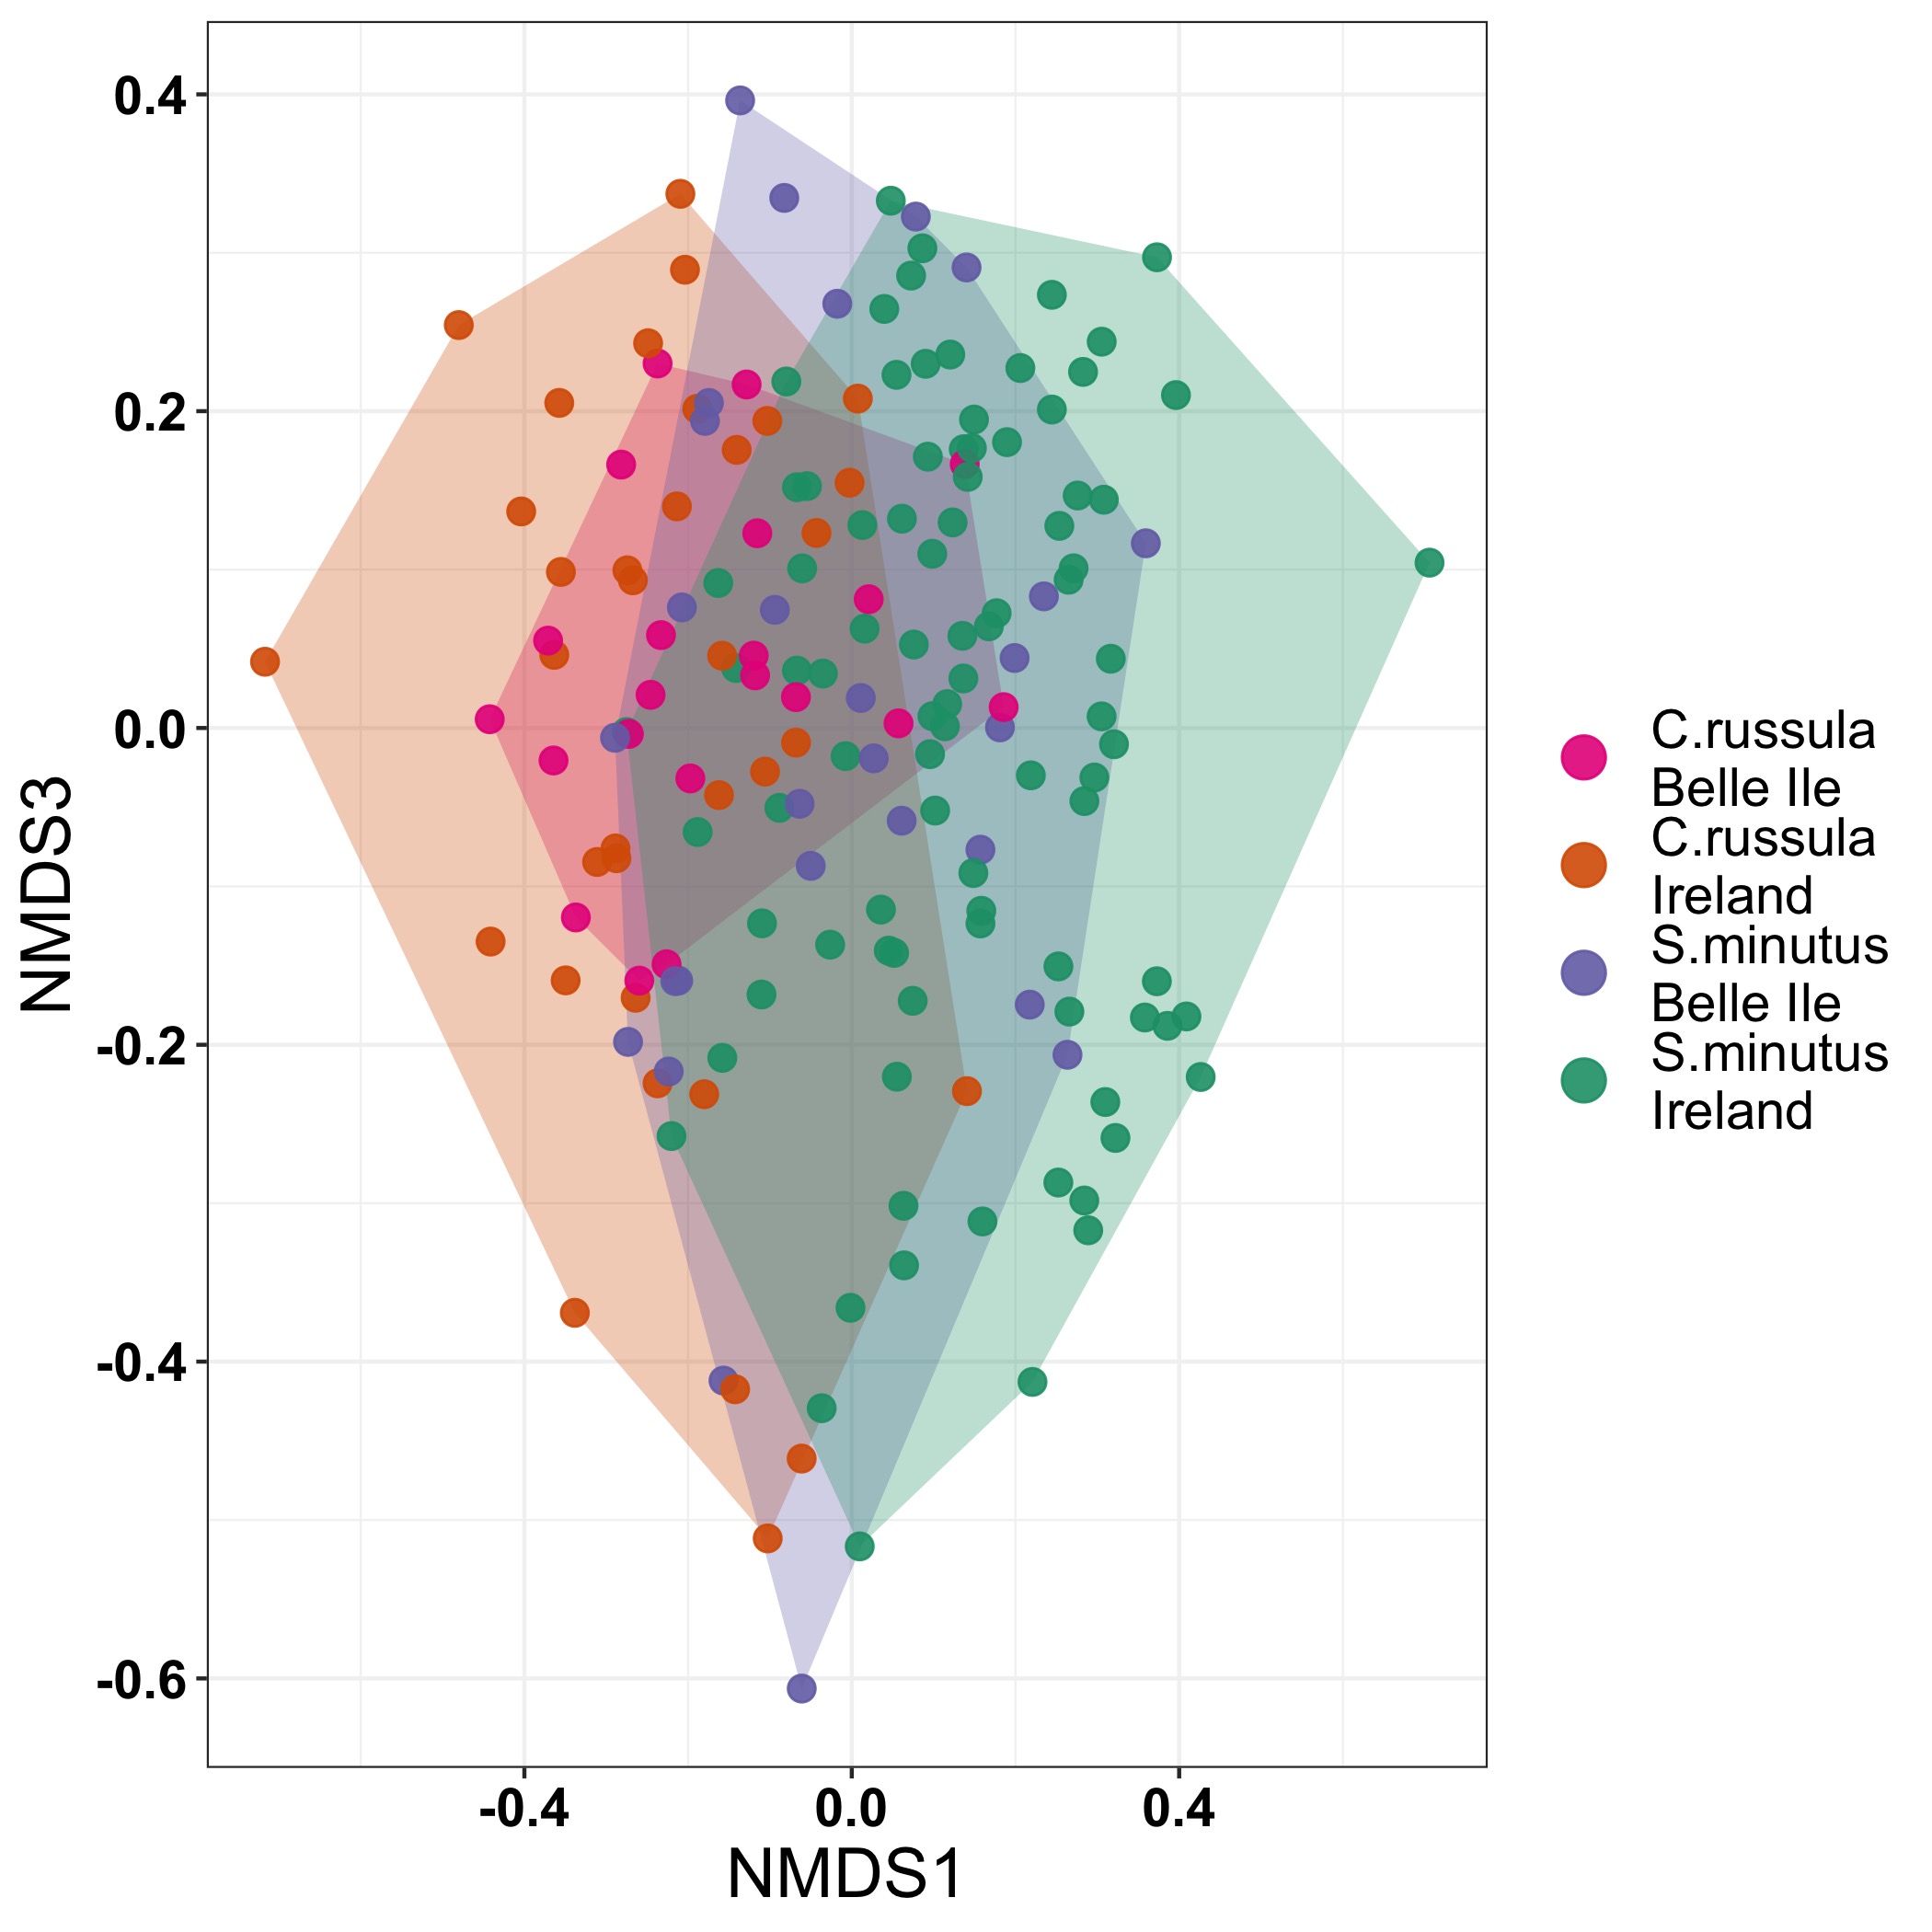 0.4
0.2
0.0
-0.2
-0.4
-0.6
NMDS3
-0.4
0.0
0.4
NMDS1
C.russula
Belle Ile
C.russula
Ireland
S.minutus
Belle Ile
S.minutus
Ireland